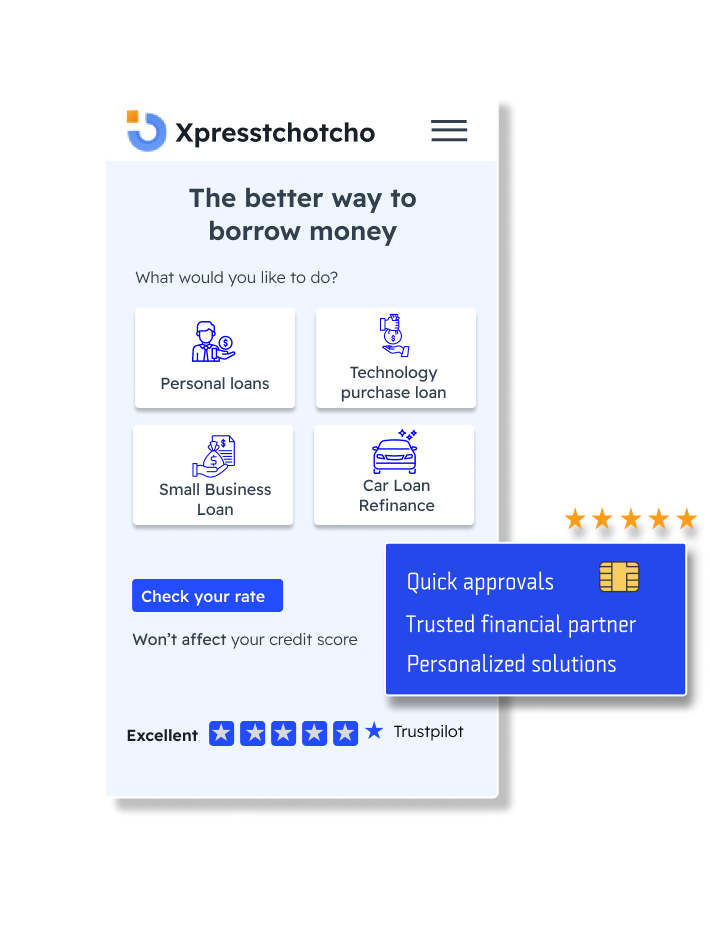 Xpresstchotcho
The better way to
borrow money
What would you like to do?
Personal loans
Technology
purchase loan
Small Business
Loan
Car Loan
Refinance
Quick approvals
Trusted financial partner
Personalized solutions
Check your rate
Won't affect your credit score
Excellent
Trustpilot